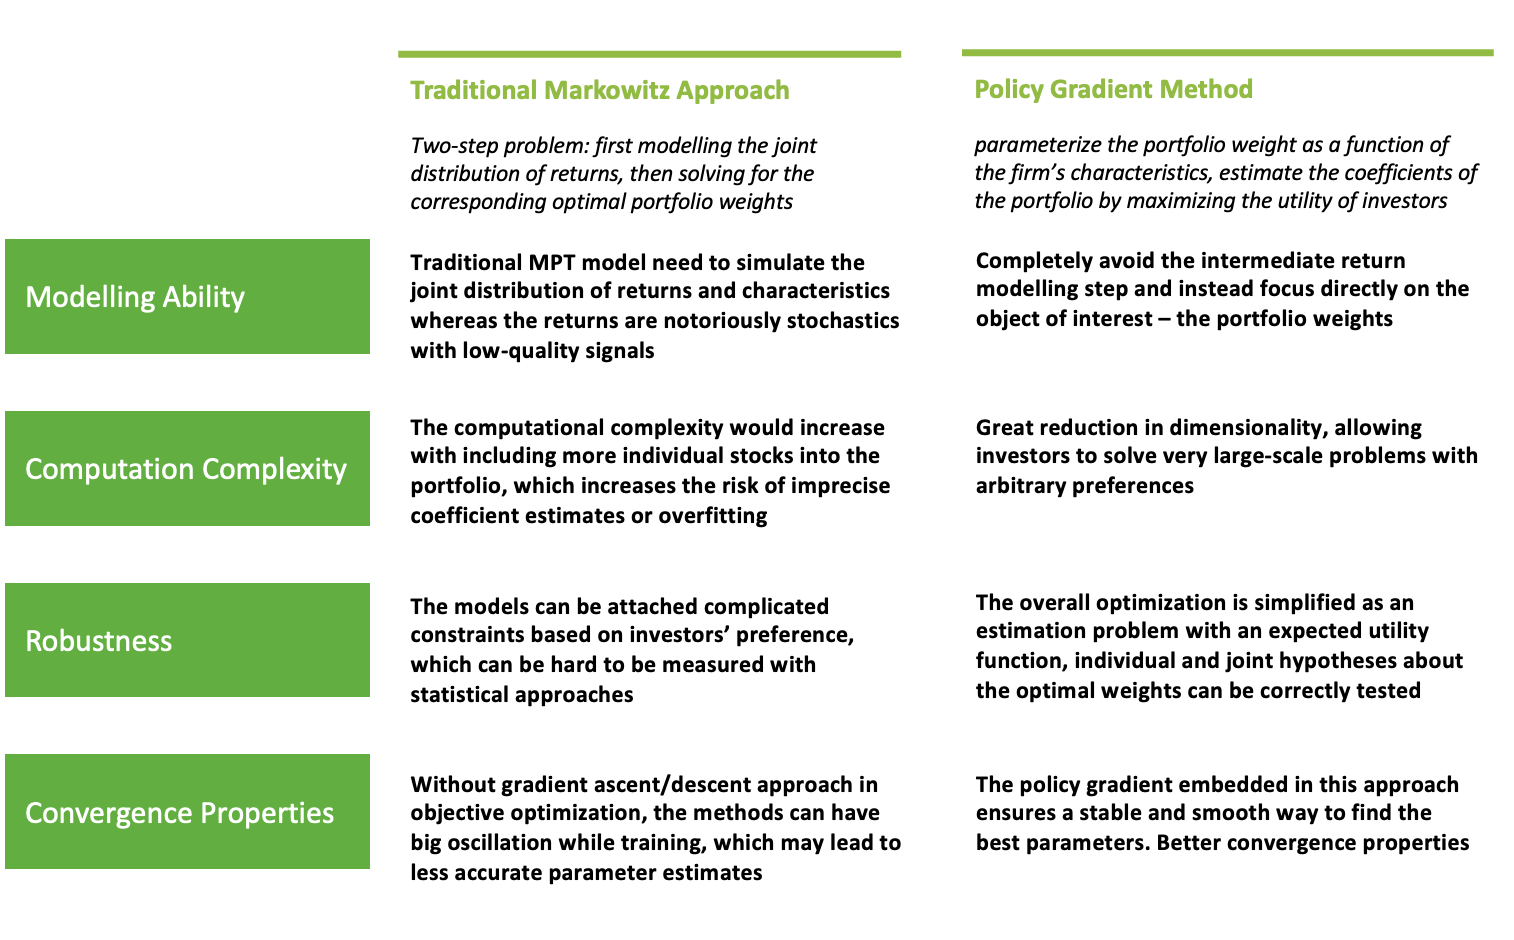 Traditional Markowitz Approach
Two-step problem: first modelling the joint
distribution of returns, then solving for the
corresponding optimal portfolio weights
Policy Gradient Method
parameterize the portfolio weight as a function of
the firm's characteristics, estimate the coefficients of
the portfolio by maximizing the utility of investors
Modelling Ability
Traditional MPT model need to simulate the
joint distribution of returns and characteristics
whereas the returns are notoriously stochastics
with low-quality signals
Completely avoid the intermediate return
modelling step and instead focus directly on the
object of interest – the portfolio weights
Computation Complexity
The computational complexity would increase
with including more individual stocks into the
portfolio, which increases the risk of imprecise
coefficient estimates or overfitting
Great reduction in dimensionality, allowing
investors to solve very large-scale problems with
arbitrary preferences
Robustness
The models can be attached complicated
constraints based on investors' preference,
which can be hard to be measured with
statistical approaches
The overall optimization is simplified as an
estimation problem with an expected utility
function, individual and joint hypotheses about
the optimal weights can be correctly tested
Convergence Properties
Without gradient ascent/descent approach in
objective optimization, the methods can have
big oscillation while training, which may lead to
less accurate parameter estimates
The policy gradient embedded in this approach
ensures a stable and smooth way to find the
best parameters. Better convergence properties